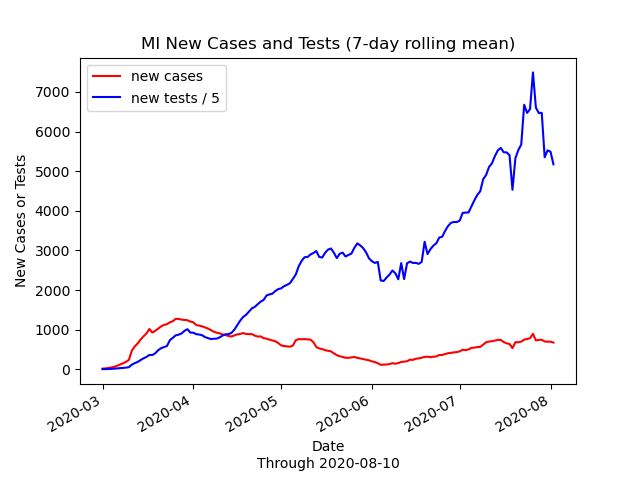 MI New Cases and Tests (7-day rolling mean)
new cases
new tests / 5
7000
6000
5000
4000
3000
2000
1000
0
New Cases or Tests
2020-03
2020-04
2020-05
2020-06
2020-07
2020-08
Date
Through 2020-08-10